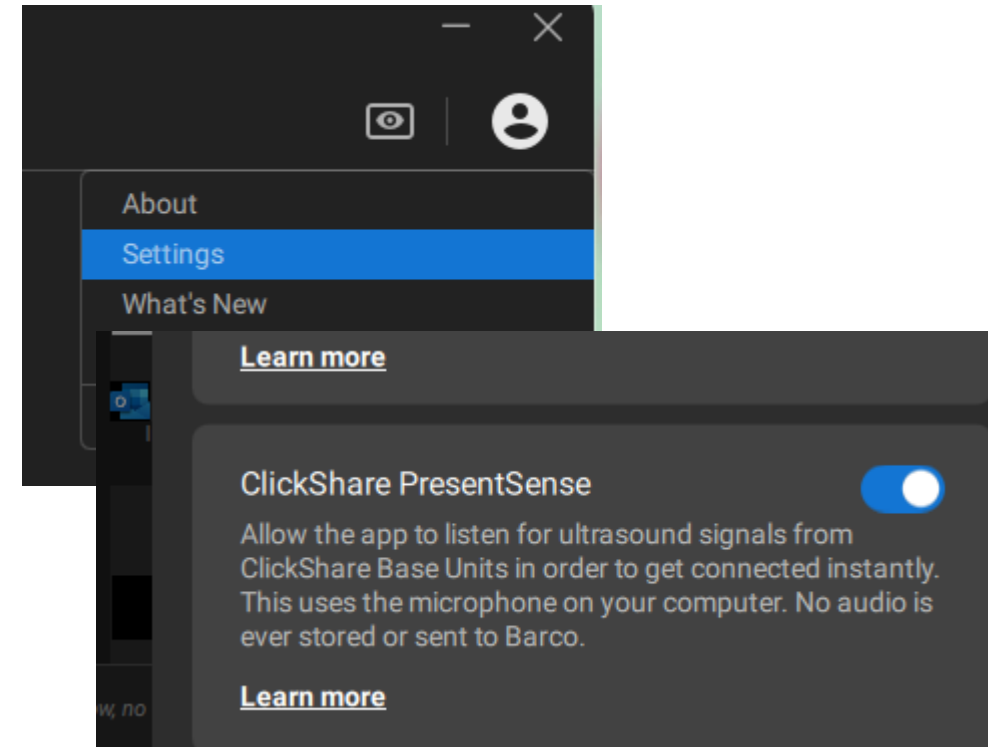 About
Settings
What's New
Learn more
ClickShare PresentSense
Allow the app to listen for ultrasound signals from
ClickShare Base Units in order to get connected instantly.
This uses the microphone on your computer. No audio is
ever stored or sent to Barco.
w, no
Learn more